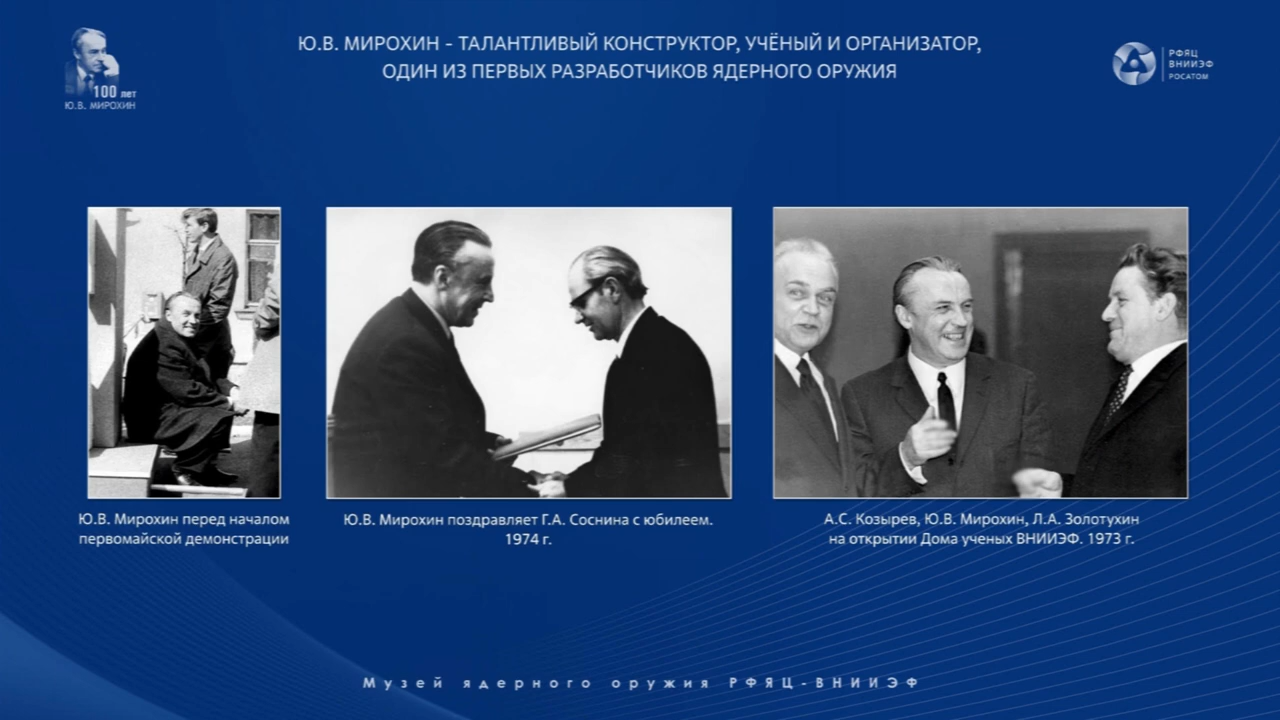 Ю.В. МИРОХИН - ТАЛАНТЛИВЫЙ КОНСТРУКТОР, УЧЁНЫЙ И ОРГАНИЗАТОР,
ОДИН ИЗ ПЕРВЫХ РАЗРАБОТЧИКОВ ЯДЕРНОГО ОРУЖИЯ
100 лет
Ю.В. МИРОХИН
РФЯЦ
ВНИИЭФ
РОСАТОМ
Ю.В. Мирохин перед началом
первомайской демонстрации
Ю.В. Мирохин поздравляет Г.А. Соснина с юбилеем.
1974 г.
А.С. Козырев, Ю.В. Мирохин, Л.А. Золотухин
на открытии Дома ученых ВНИИЭФ. 1973 г.
Музей ядерного оружия РФЯЦ-ВНИИЭФ